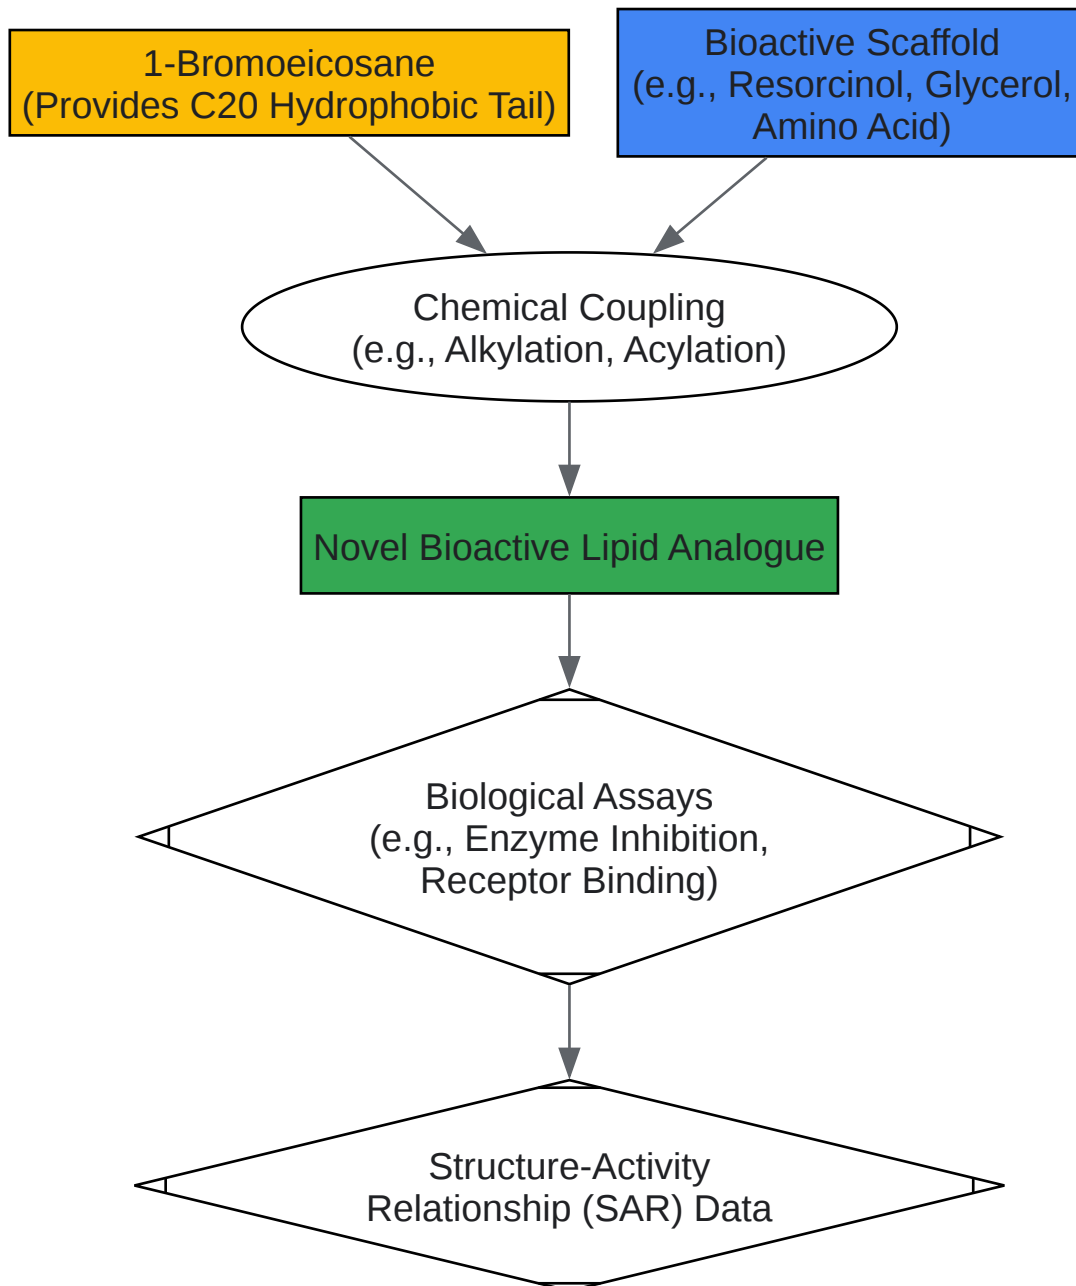 1-Bromoeicosane
(Provides C20 Hydrophobic Tail)
Bioactive Scaffold
(e.g., Resorcinol, Glycerol,
Amino Acid)
Chemical Coupling
(e.g., Alkylation, Acylation)
Novel Bioactive Lipid Analogue
Biological Assays
(e.g., Enzyme Inhibition,
Receptor Binding)
Structure-Activity
Relationship (SAR) Data